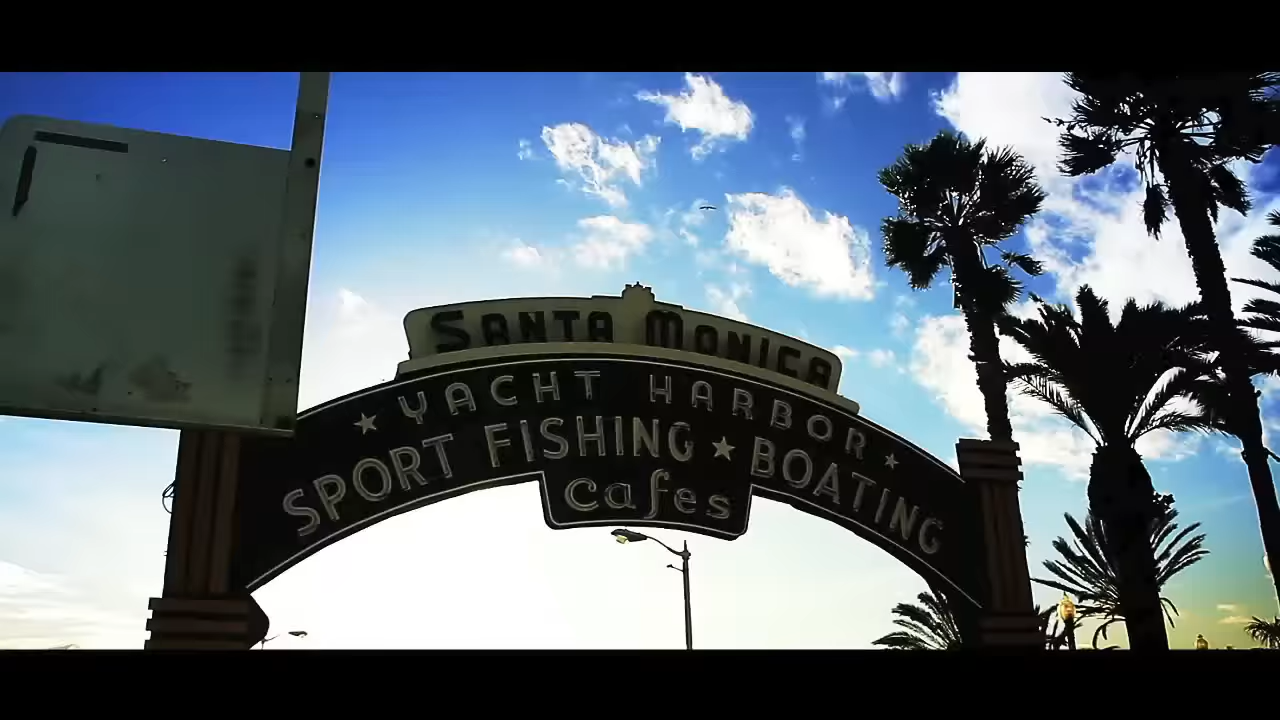 SANTA MONICA
★ YACHT HARBOR ★
SPORT FISHING ★ BOATING
cafes